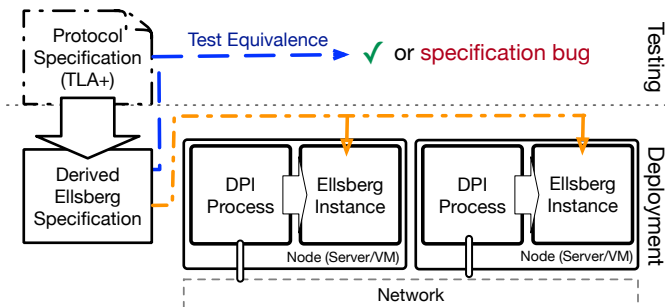 Protocol
Specification
(TLA+)
Test Equivalence
✓ or specification bug
Testing
Derived
Ellsberg
Specification
DPI
Process
Ellsberg
Instance
Node (Server/VM)
DPI
Process
Ellsberg
Instance
Node (Server/VM)
Deployment
Network